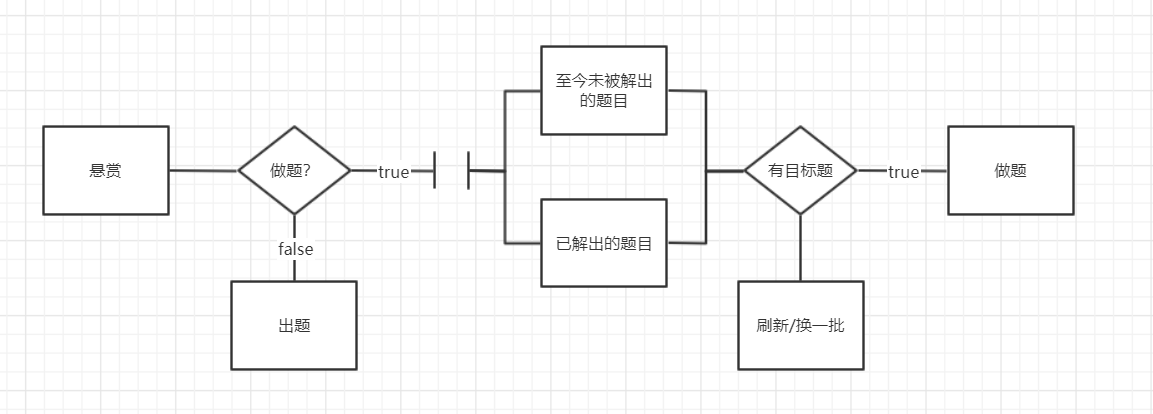 悬赏
做题?
true
false
出题
至今未被解出
的题目
已解出的题目
有目标题
true
做题
刷新/换一批